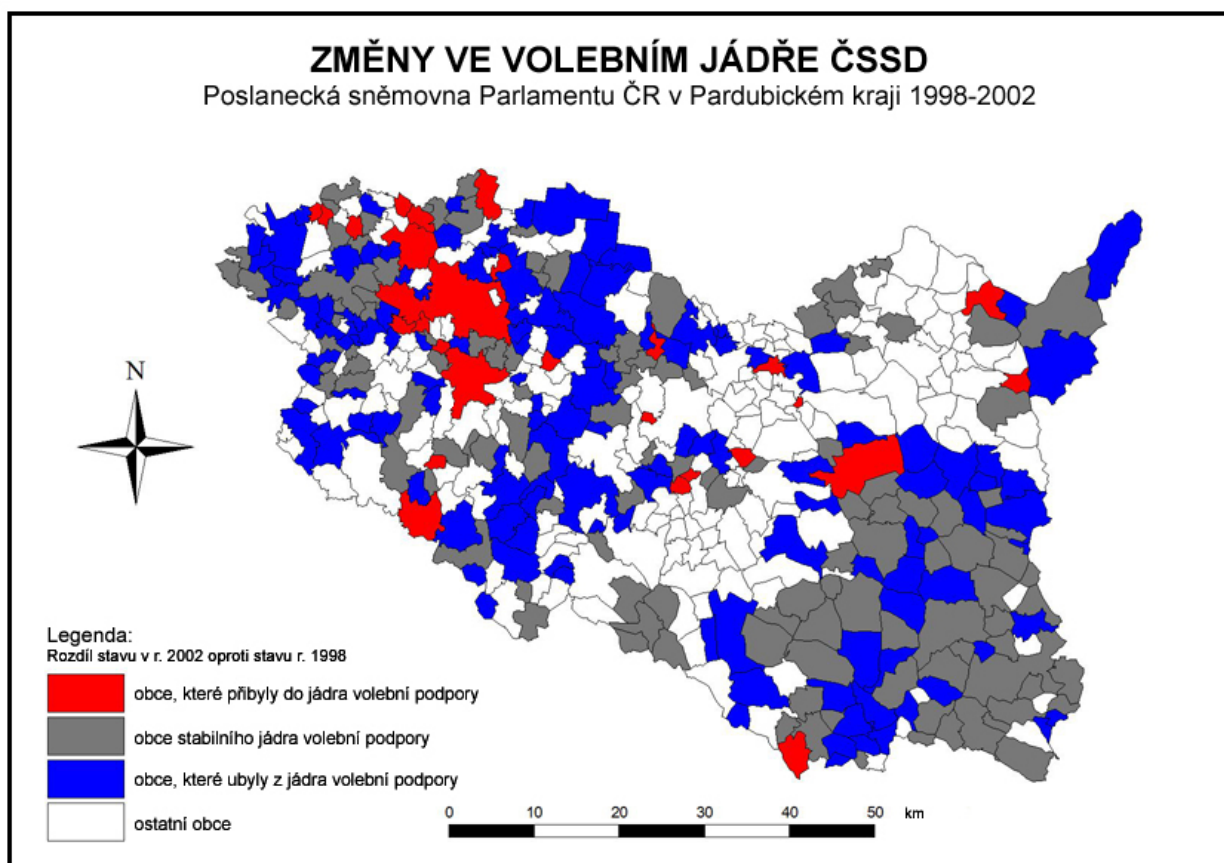 ZMĚNY VE VOLEBNÍM JÁDŘE ČSSD
Poslanecká sněmovna Parlamentu ČR v Pardubickém kraji 1998-2002
N
Legenda:
Rozdíl stavu v r. 2002 oproti stavu r. 1998
obce, které přibyly do jádra volební podpory
obce stabilního jádra volební podpory
obce, které ubyly z jádra volební podpory
ostatní obce
0 10 20 30 40 50 km